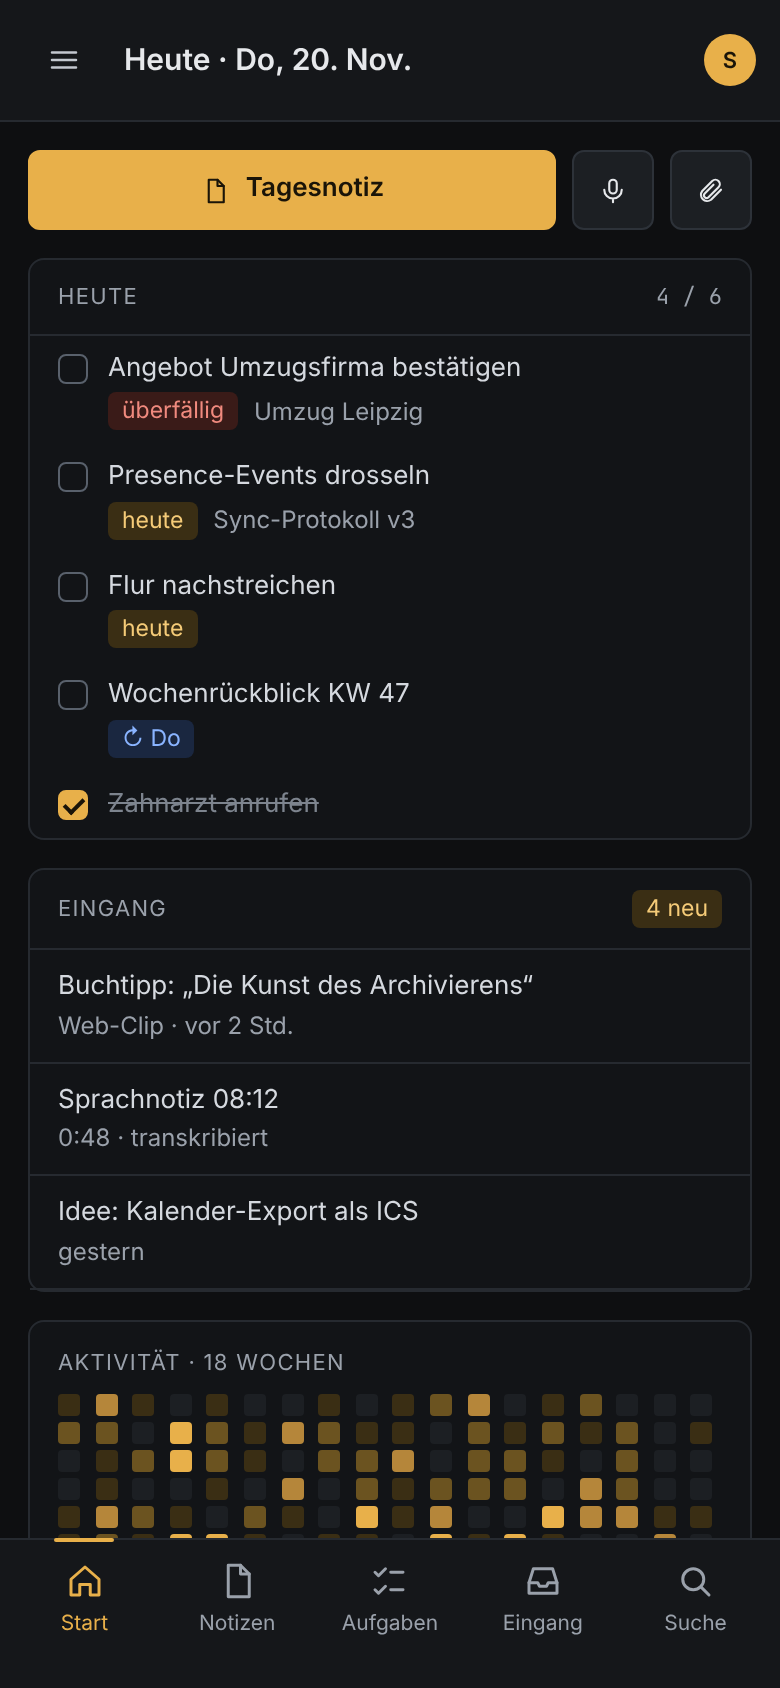 Heute · Do, 20. Nov.
S
Tagesnotiz
HEUTE
4 / 6
Angebot Umzugsfirma bestätigen
überfällig Umzug Leipzig
Presence-Events drosseln
heute Sync-Protokoll v3
Flur nachstreichen
heute
Wochenrückblick KW 47
Do
Zahnarzt anrufen
EINGANG
4 neu
Buchtipp: „Die Kunst des Archivierens“
Web-Clip · vor 2 Std.
Sprachnotiz 08:12
0:48 · transkribiert
Idee: Kalender-Export als ICS
gestern
AKTIVITÄT · 18 WOCHEN
Start
Notizen
Aufgaben
Eingang
Suche